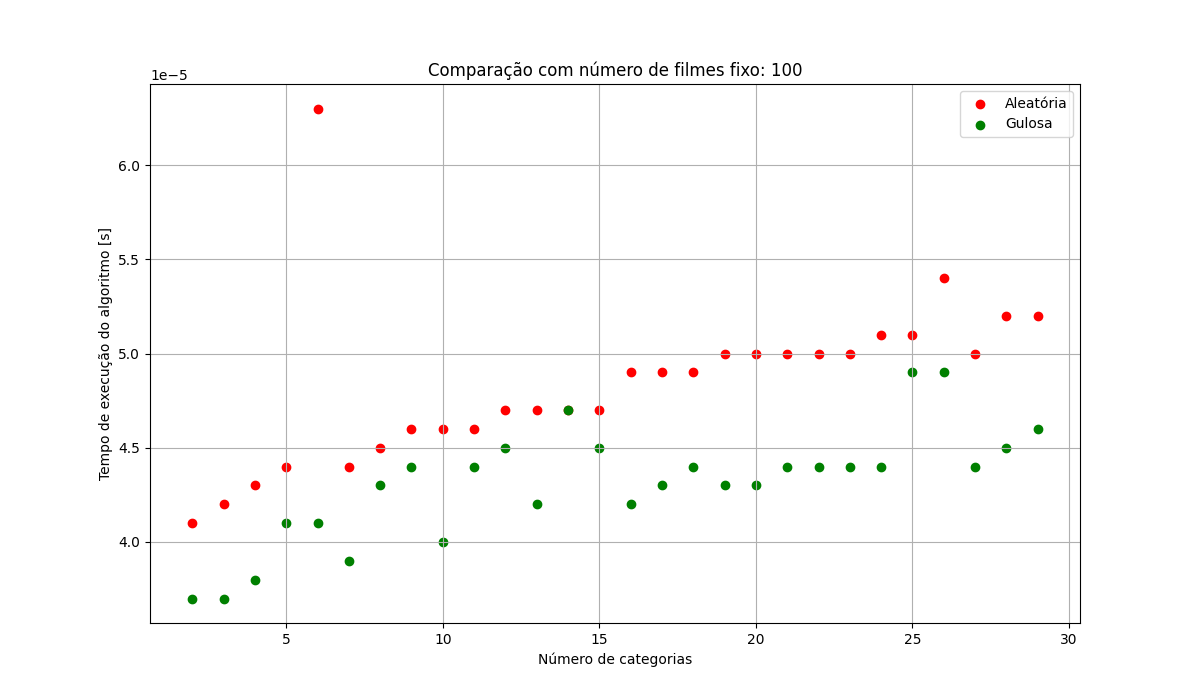 Comparação com número de filmes fixo: 100
1e−5
Aleatória
Gulosa
6.0
5.5
5.0
4.5
4.0
Tempo de execução do algoritmo [s]
5 10 15 20 25 30
Número de categorias